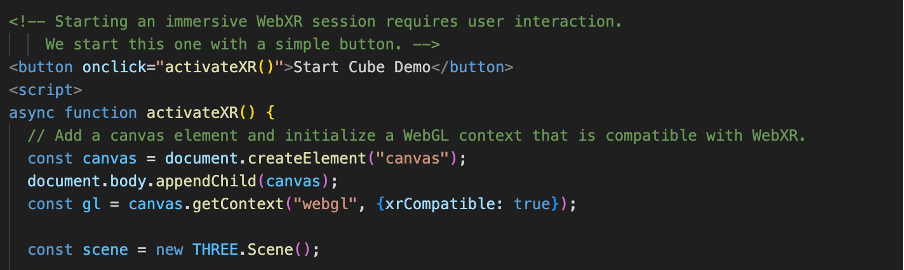 <!-- Starting an immersive WebXR session requires user interaction.
We start this one with a simple button. -->
<button onclick="activateXR()">Start Cube Demo</button>
<script>
async function activateXR() {
// Add a canvas element and initialize a WebGL context that is compatible with WebXR.
const canvas = document.createElement("canvas");
document.body.appendChild(canvas);
const gl = canvas.getContext("webgl", {xrCompatible: true});
const scene = new THREE.Scene();